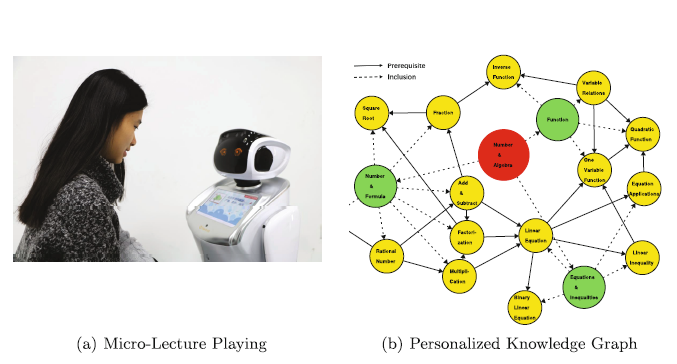 Prerequisite
Inclusion
Inverse
Function
Variable
Relations
Square
Root
Fraction
Function
Quadratic
Function
Number
&
Algebra
One
Variable
Function
Number
&
Formula
Add
&
Subtract
Equation
Applications
Factori-
zation
Linear
Equation
Rational
Number
Multipli-
Cation
Linear
Inequality
Equations
&
Inequalities
Binary
Linear
Equation
(a) Micro-Lecture Playing
(b) Personalized Knowledge Graph